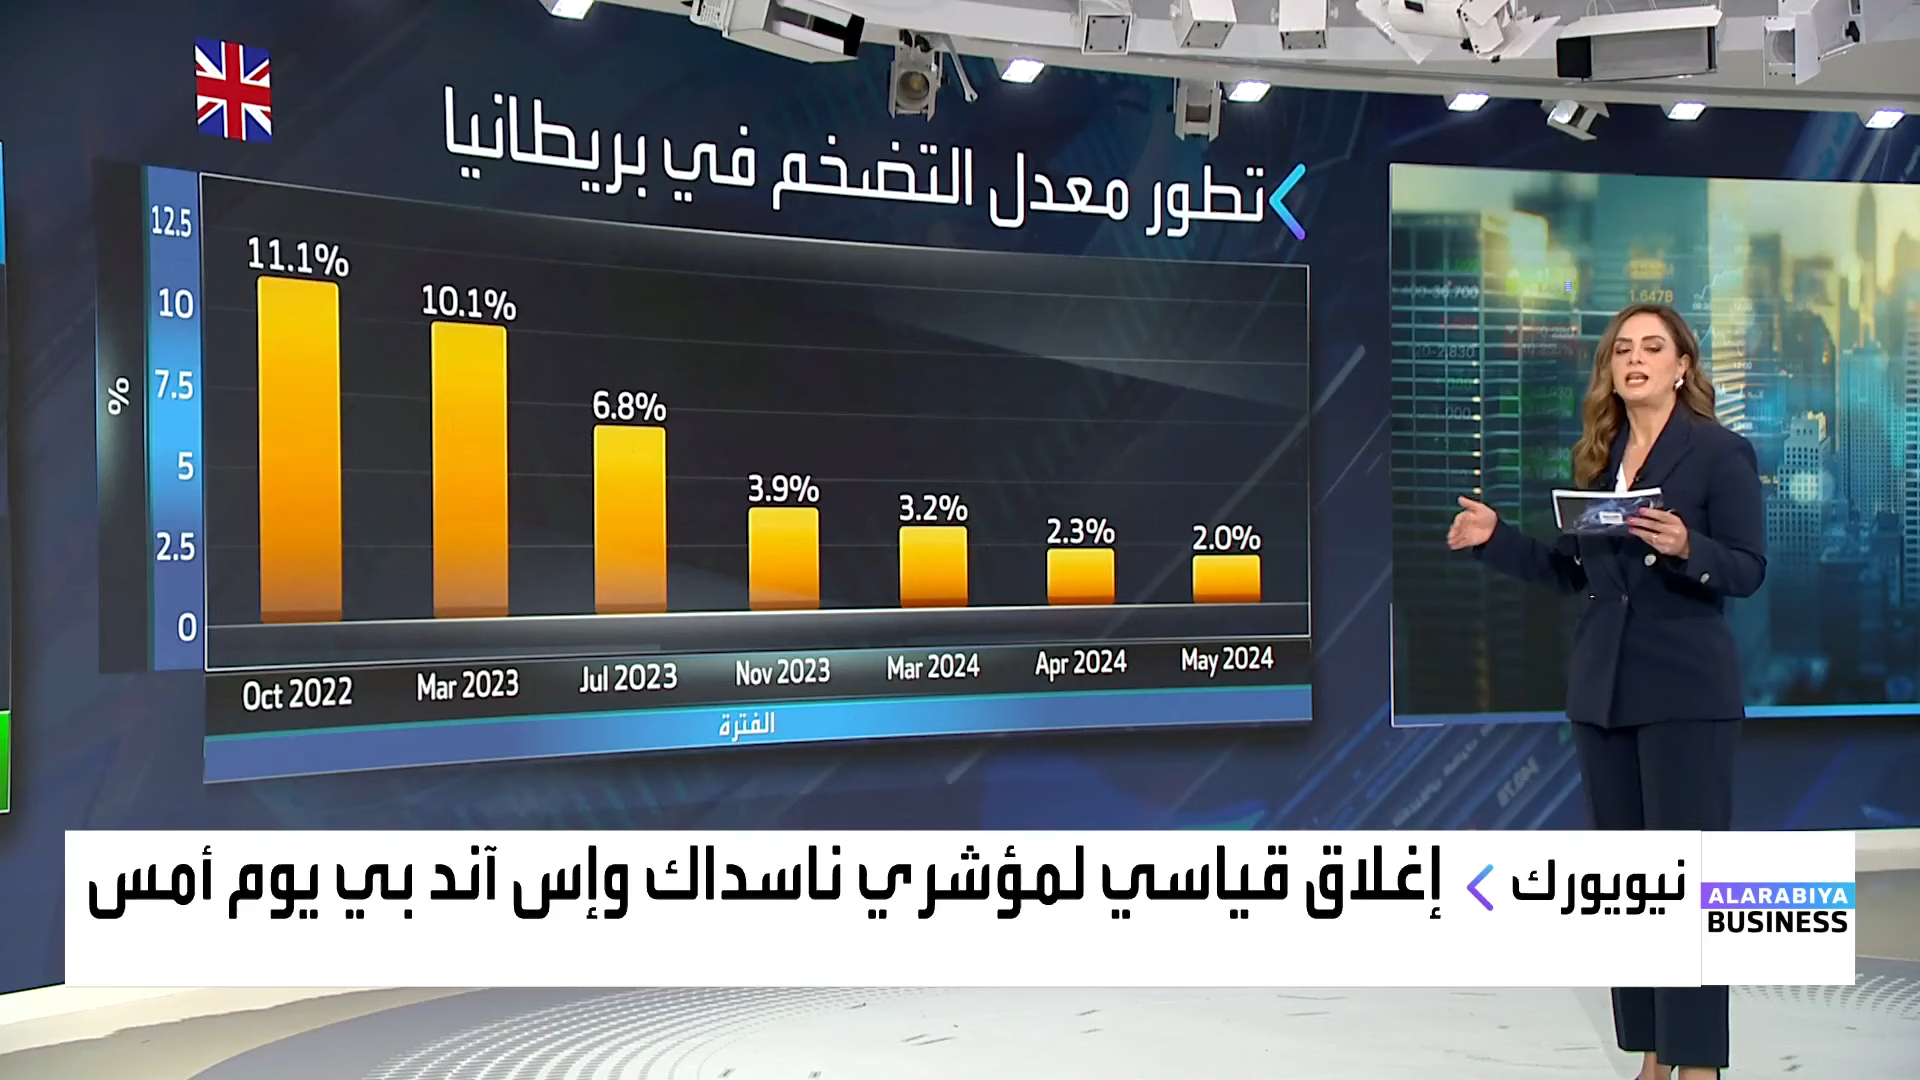 تطور معدل التضخم في بريطانيا
%
12.5
10
7.5
5
2.5
0
11.1%
10.1%
6.8%
3.9%
3.2%
2.3%
2.0%
Oct 2022
Mar 2023
Jul 2023
Nov 2023
Mar 2024
Apr 2024
May 2024
الفترة
1.647B
نيويورك
إغلاق قياسي لمؤشري ناسداك وإس آند بي يوم أمس
ALARABIYA
BUSINESS